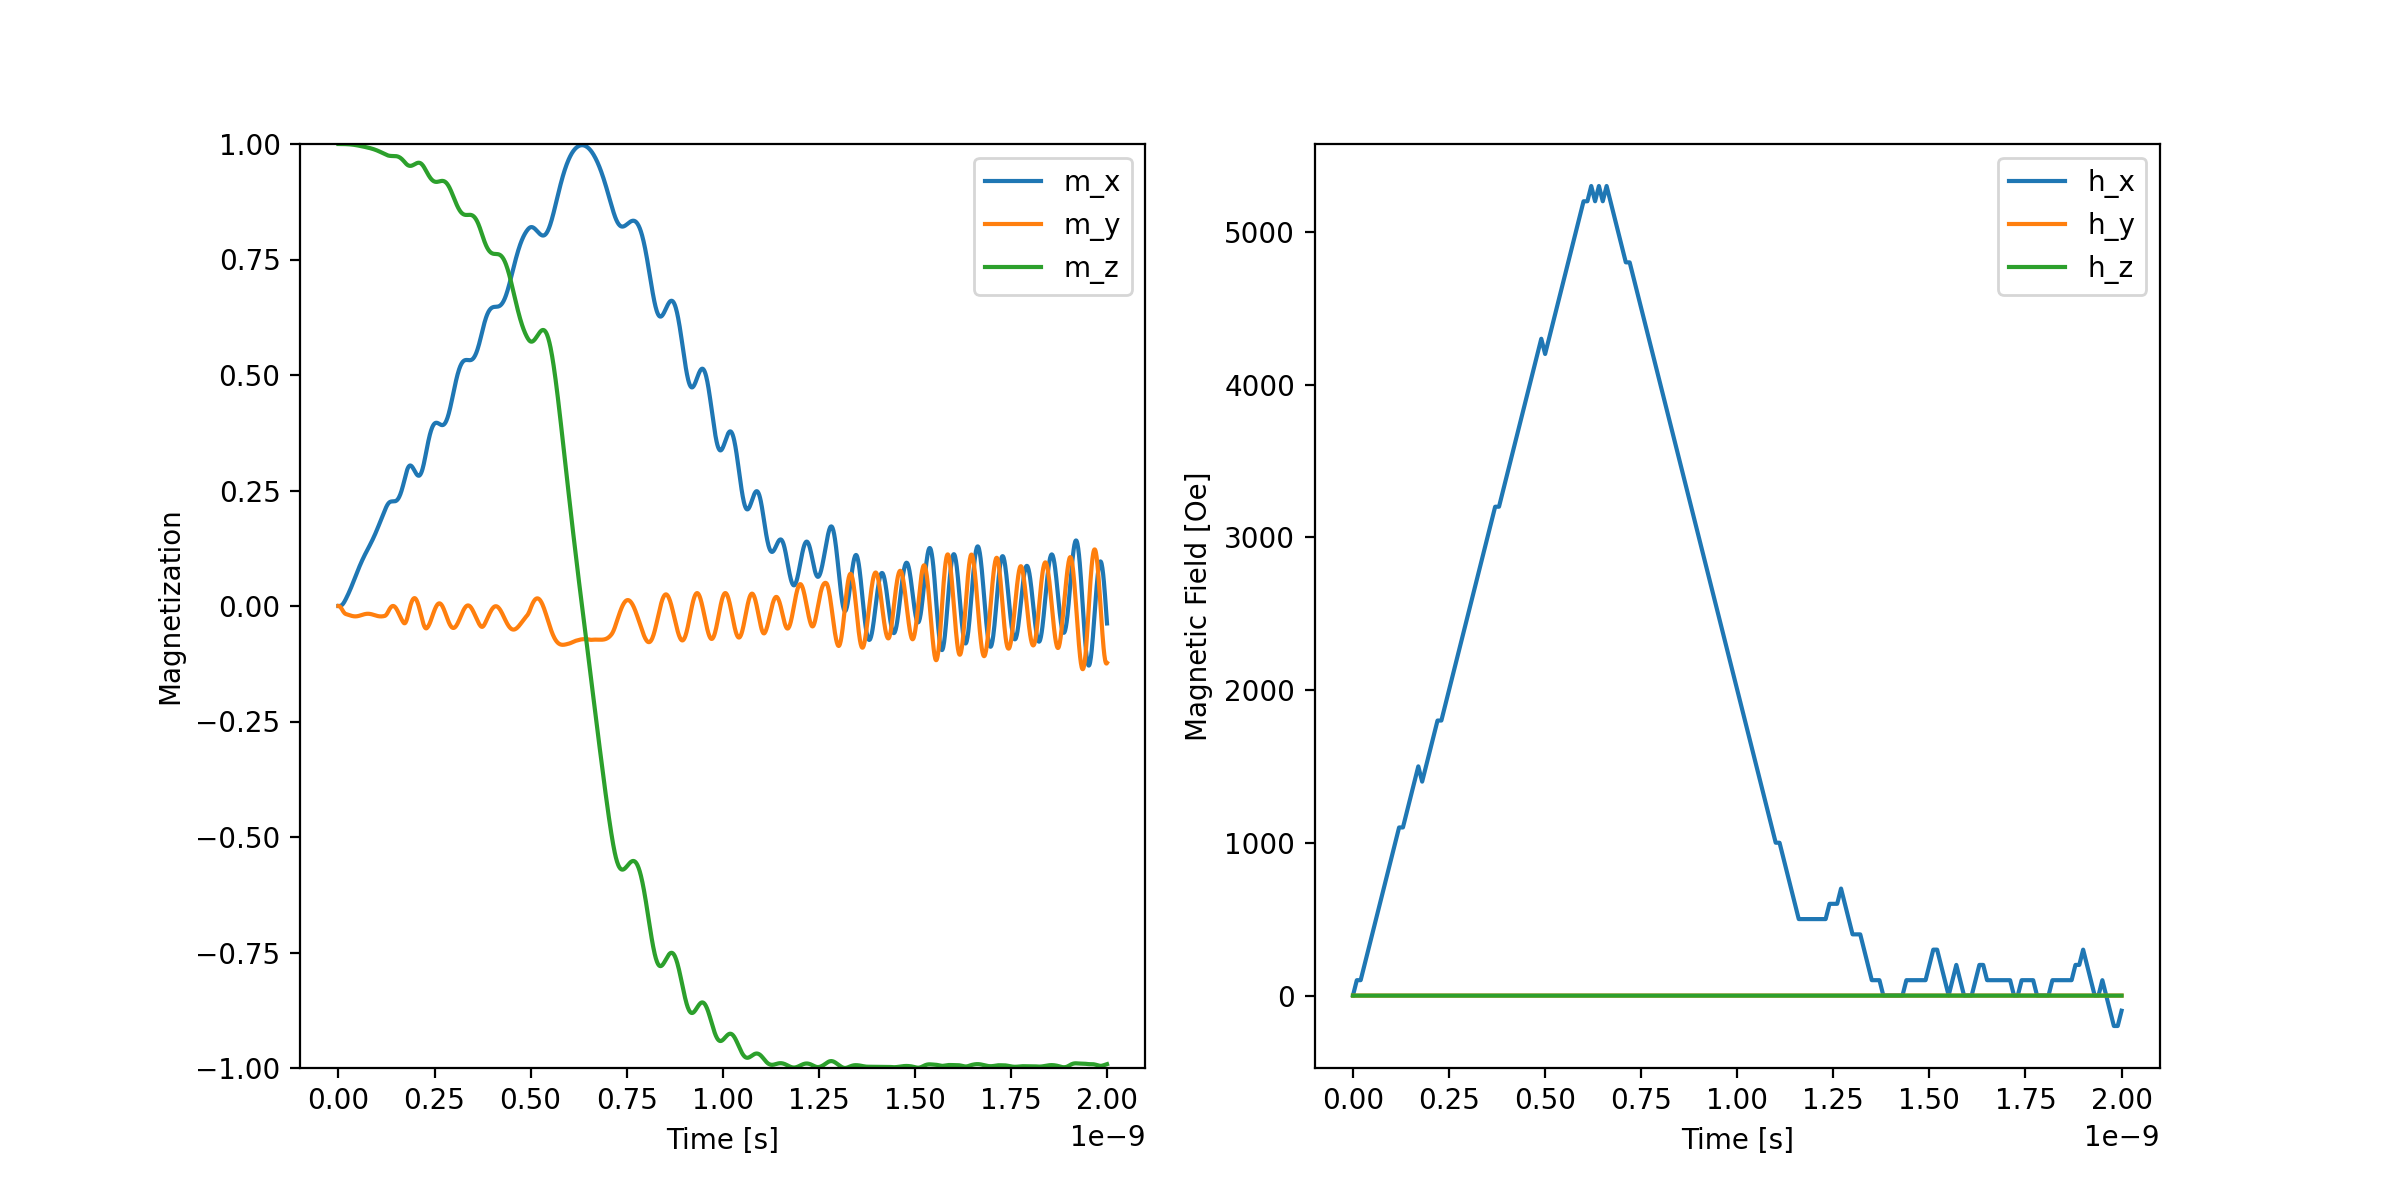 Magnetization
1.00
0.75
0.50
0.25
0.00
−0.25
−0.50
−0.75
−1.00
m_x
m_y
m_z
0.00 0.25 0.50 0.75 1.00 1.25 1.50 1.75 2.00
Time [s]
1e−9
Magnetic Field [Oe]
5000
4000
3000
2000
1000
0
h_x
h_y
h_z
0.00 0.25 0.50 0.75 1.00 1.25 1.50 1.75 2.00
Time [s]
1e−9